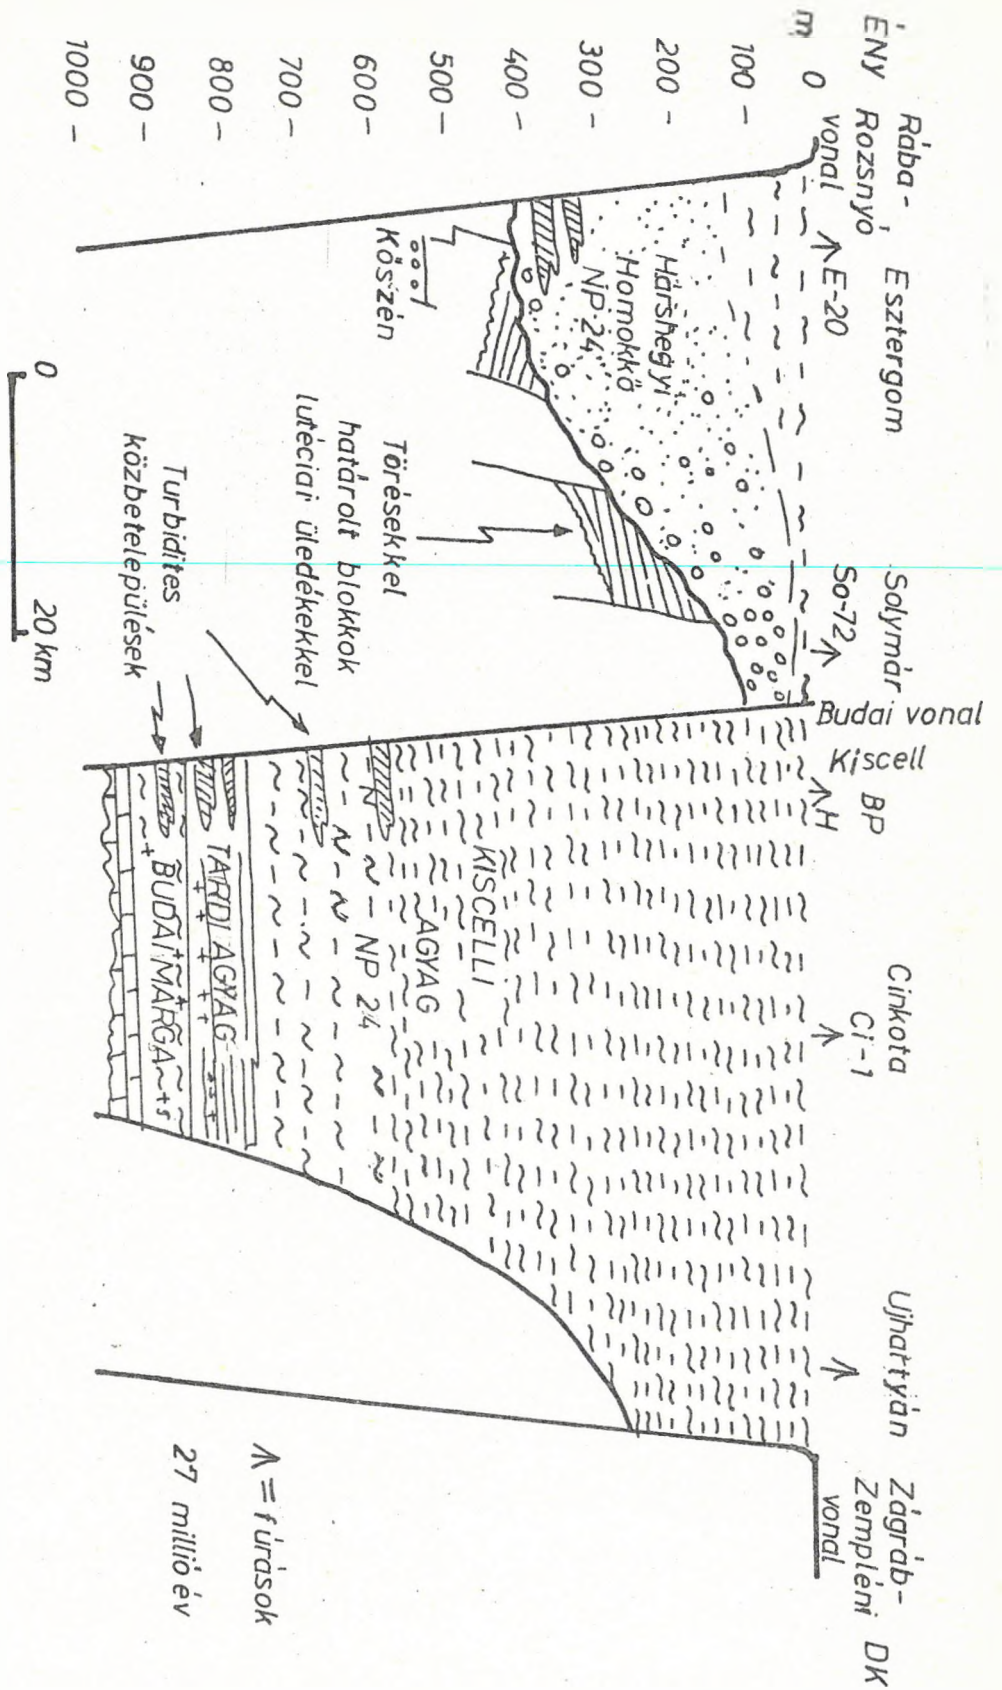 ÉNy
m
0
100 -
200 -
300 -
400 -
500 -
600 -
700 -
800 -
900 -
1000 -
Rába-
Rozsnyó
vonal
Esztergom
E-20
Solymár
So-72
Budai vonal
Kiscell
H
BP
Cinkota
Ci-1
Ujhartyán
Zágráb-
Zempléni
vonal
DK
Hárshegyi
Homokkő
NP 24
Kőszén
Törésekkel
határolt blokkok
lutéciai üledékekkel
Turbidites
közbetelepülések
KISCELLI
AGYAG
NP 24
TARDI AGYAG
BUDAI MÁRGA
0
20 km
⋀ = fúrások
27 millió év